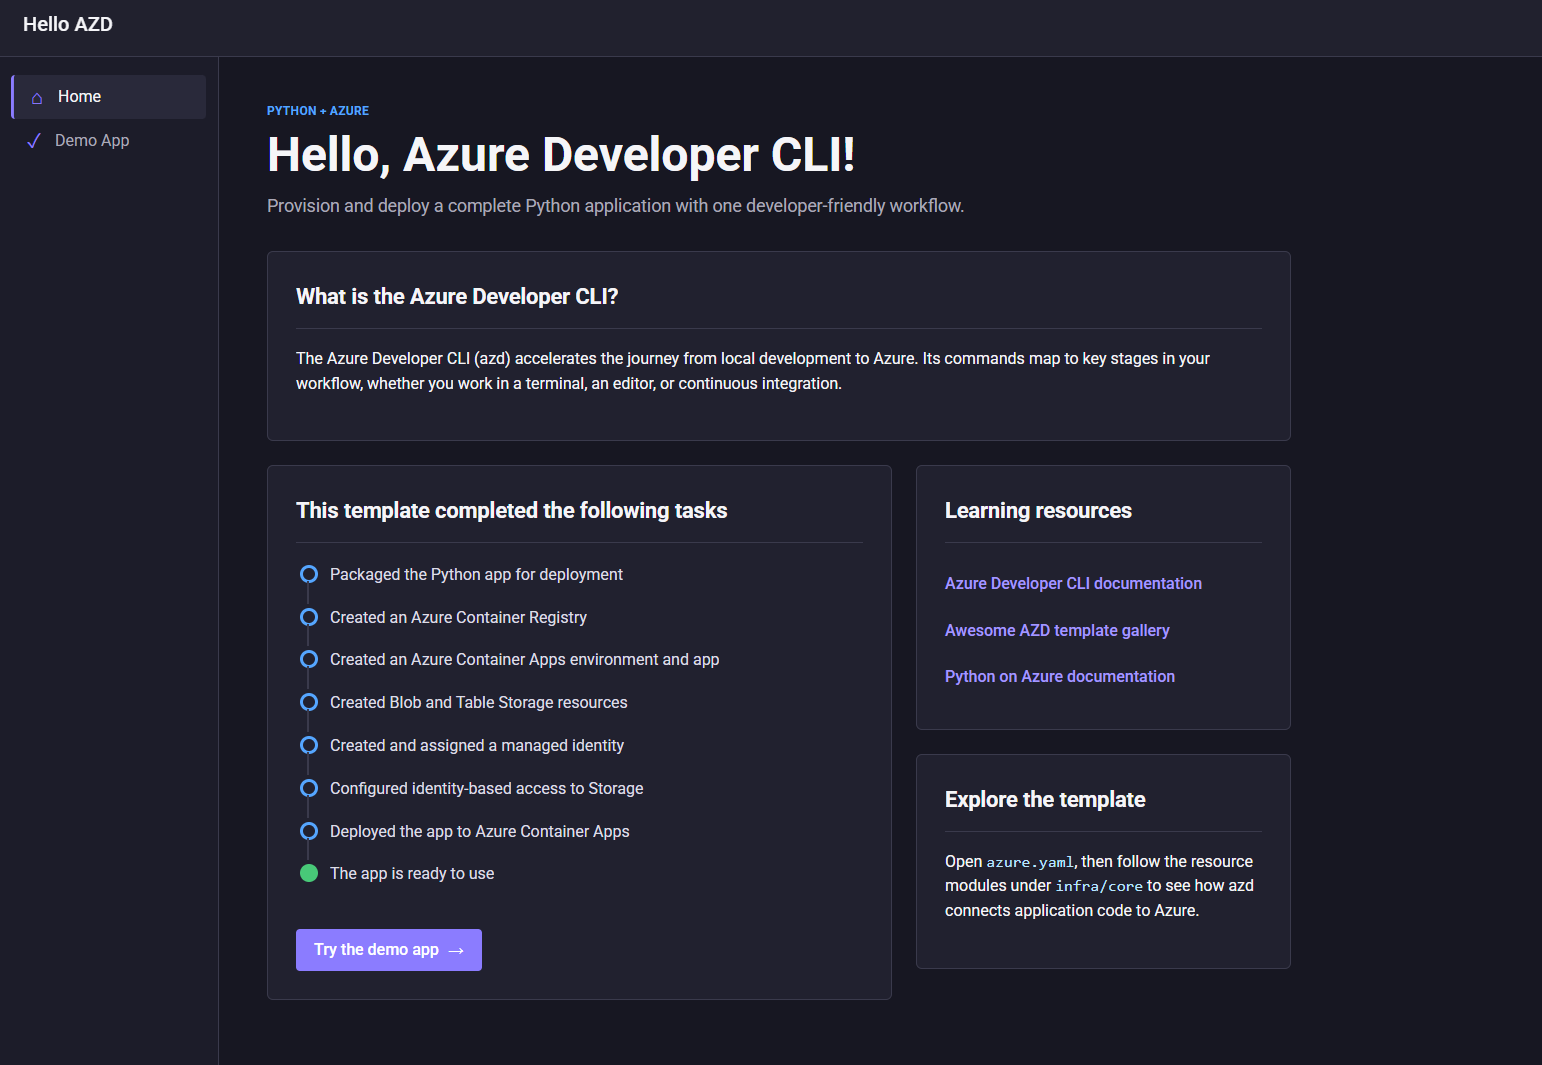 Hello AZD
Home
Demo App
PYTHON + AZURE
Hello, Azure Developer CLI!
Provision and deploy a complete Python application with one developer-friendly workflow.
What is the Azure Developer CLI?
The Azure Developer CLI (azd) accelerates the journey from local development to Azure. Its commands map to key stages in your
workflow, whether you work in a terminal, an editor, or continuous integration.
This template completed the following tasks
Packaged the Python app for deployment
Created an Azure Container Registry
Created an Azure Container Apps environment and app
Created Blob and Table Storage resources
Created and assigned a managed identity
Configured identity-based access to Storage
Deployed the app to Azure Container Apps
The app is ready to use
Try the demo app →
Learning resources
Azure Developer CLI documentation
Awesome AZD template gallery
Python on Azure documentation
Explore the template
Open azure.yaml, then follow the resource
modules under infra/core to see how azd
connects application code to Azure.